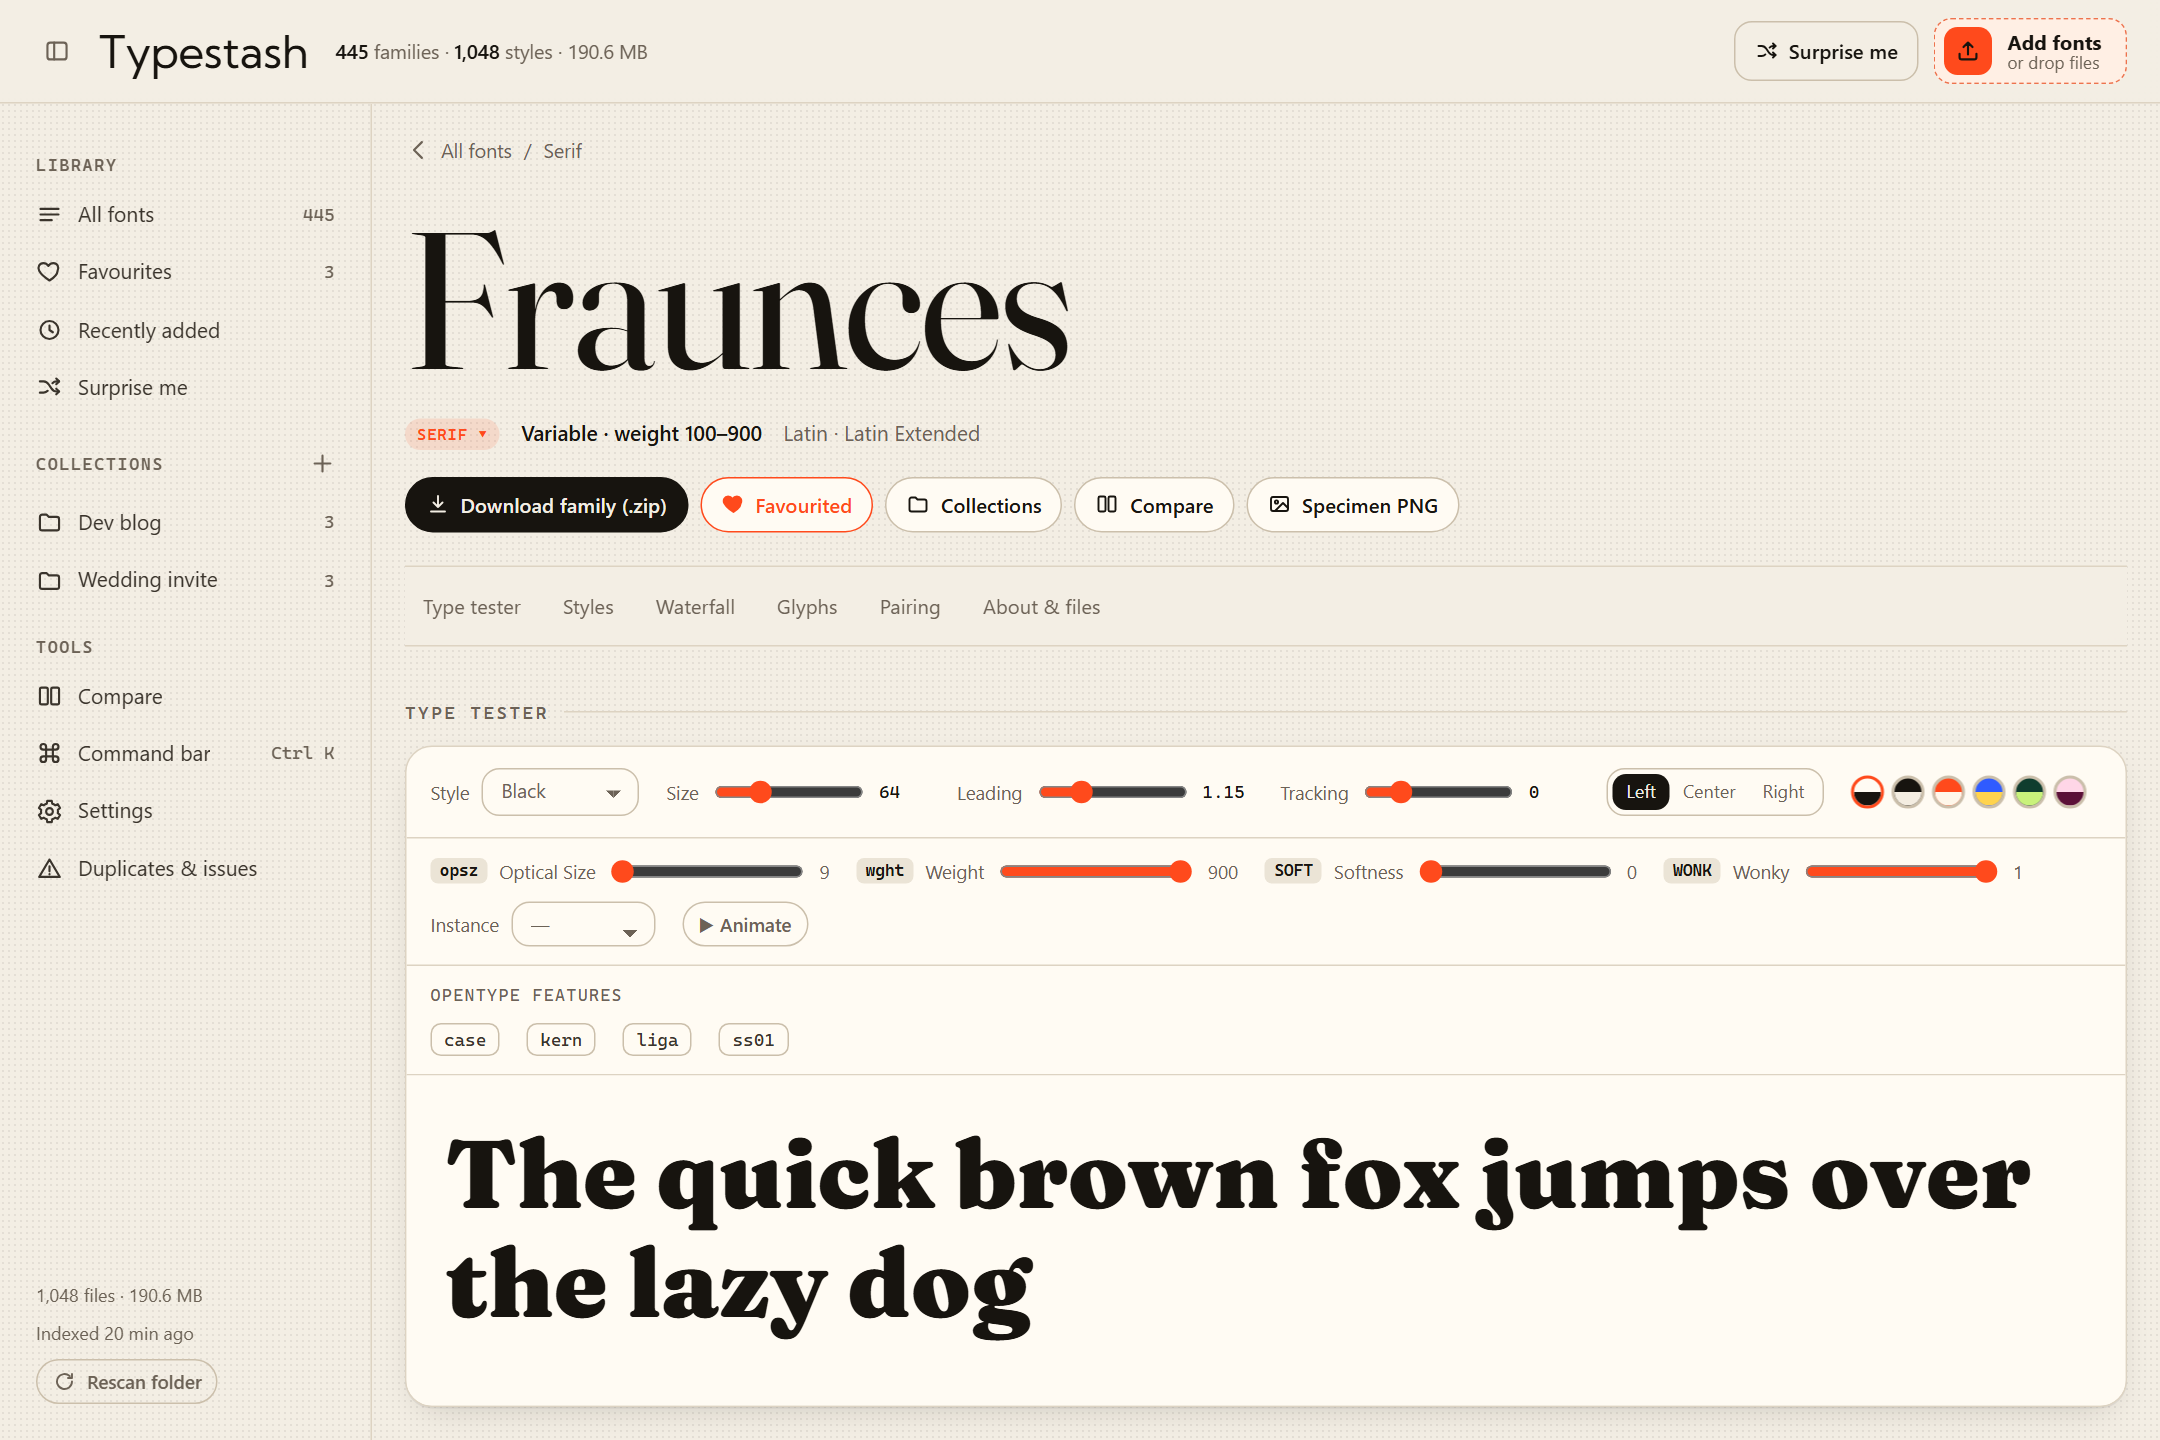 Typestash
445 families · 1,048 styles · 190.6 MB
Surprise me
Add fonts
or drop files
LIBRARY
All fonts 445
Favourites 3
Recently added
Surprise me
COLLECTIONS
Dev blog 3
Wedding invite 3
TOOLS
Compare
Command bar Ctrl K
Settings
Duplicates & issues
1,048 files · 190.6 MB
Indexed 20 min ago
Rescan folder
All fonts / Serif
Fraunces
SERIF Variable · weight 100–900 Latin · Latin Extended
Download family (.zip) Favourited Collections Compare Specimen PNG
Type tester Styles Waterfall Glyphs Pairing About & files
TYPE TESTER
Style Black Size 64 Leading 1.15 Tracking 0 Left Center Right
opsz Optical Size 9 wght Weight 900 SOFT Softness 0 WONK Wonky 1
Instance — Animate
OPENTYPE FEATURES
case kern liga ss01
The quick brown fox jumps over
the lazy dog